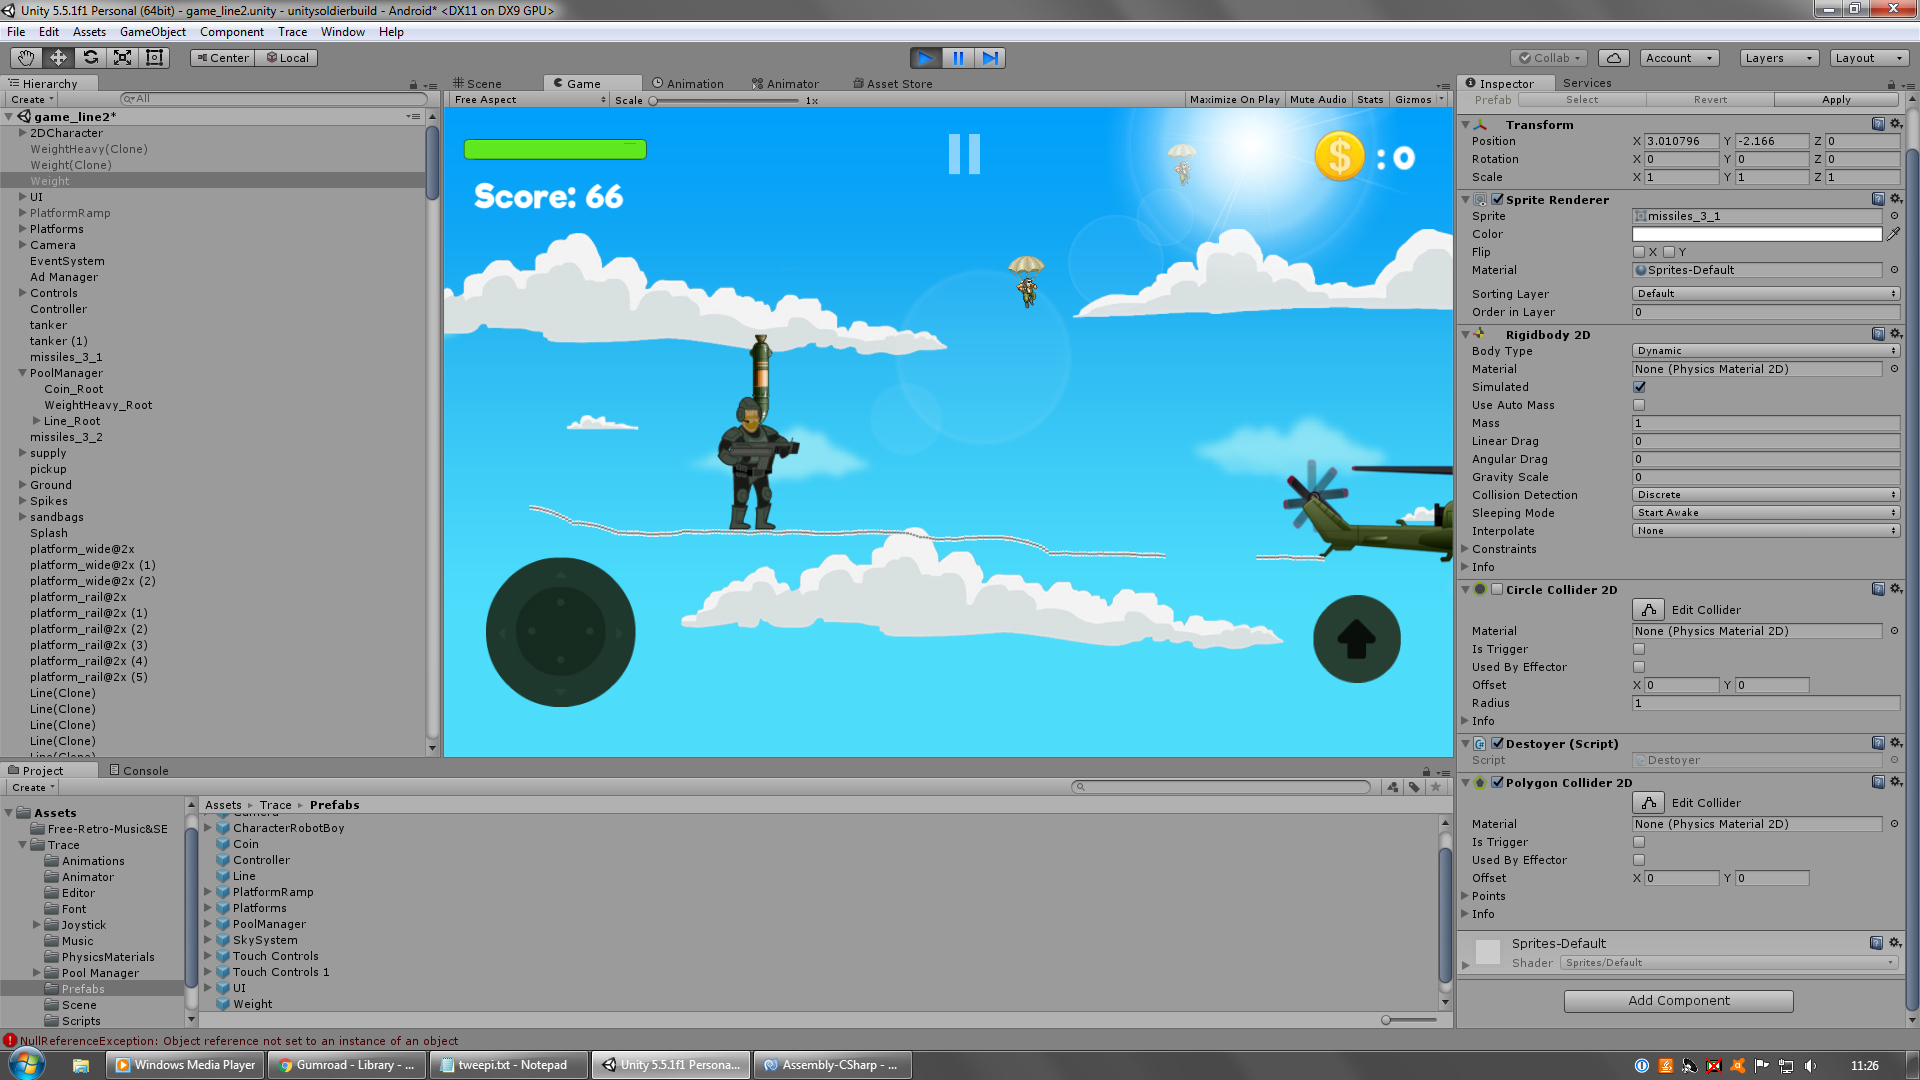 Unity 5.5.1f1 Personal (64bit) - game_line2.unity - unitysoldierbuild - Android* <DX11 on DX9 GPU>
File Edit Assets GameObject Component Trace Window Help
Center Local Collab Account Layers Layout
Hierarchy
Create All
game_line2*
2DCharacter
WeightHeavy(Clone)
Weight(Clone)
Weight
UI
PlatformRamp
Platforms
Camera
EventSystem
Ad Manager
Controls
Controller
tanker
tanker (1)
missiles_3_1
PoolManager
Coin_Root
WeightHeavy_Root
Line_Root
missiles_3_2
supply
pickup
Ground
Spikes
sandbags
Splash
platform_wide@2x
platform_wide@2x (1)
platform_wide@2x (2)
platform_rail@2x
platform_rail@2x (1)
platform_rail@2x (2)
platform_rail@2x (3)
platform_rail@2x (4)
platform_rail@2x (5)
Line(Clone)
Line(Clone)
Line(Clone)
Line(Clone)
Line(Clone)
Scene Game Animation Animator Asset Store
Free Aspect Scale 1x Maximize On Play Mute Audio Stats Gizmos
$ : 0
Score: 66
Inspector Services
Prefab Select Revert Apply
Transform
Position X 3.010796 Y -2.166 Z 0
Rotation X 0 Y 0 Z 0
Scale X 1 Y 1 Z 1
Sprite Renderer
Sprite missiles_3_1
Color
Flip X Y
Material Sprites-Default
Sorting Layer Default
Order in Layer 0
Rigidbody 2D
Body Type Dynamic
Material None (Physics Material 2D)
Simulated
Use Auto Mass
Mass 1
Linear Drag 0
Angular Drag 0
Gravity Scale 0
Collision Detection Discrete
Sleeping Mode Start Awake
Interpolate None
Constraints
Info
Circle Collider 2D
Edit Collider
Material None (Physics Material 2D)
Is Trigger
Used By Effector
Offset X 0 Y 0
Radius 1
Info
Destoyer (Script)
Script Destoyer
Polygon Collider 2D
Edit Collider
Material None (Physics Material 2D)
Is Trigger
Used By Effector
Offset X 0 Y 0
Points
Info
Sprites-Default
Shader Sprites/Default
Add Component
Project Console
Create
Assets
Free-Retro-Music&SE
Trace
Animations
Animator
Editor
Font
Joystick
Music
PhysicsMaterials
Pool Manager
Prefabs
Scene
Scripts
Assets Trace Prefabs
Camera
CharacterRobotBoy
Coin
Controller
Line
PlatformRamp
Platforms
PoolManager
SkySystem
Touch Controls
Touch Controls 1
UI
Weight
NullReferenceException: Object reference not set to an instance of an object
Windows Media Player Gumroad - Library - ... tweepi.txt - Notepad Unity 5.5.1f1 Persona... Assembly-CSharp - ... 11:26